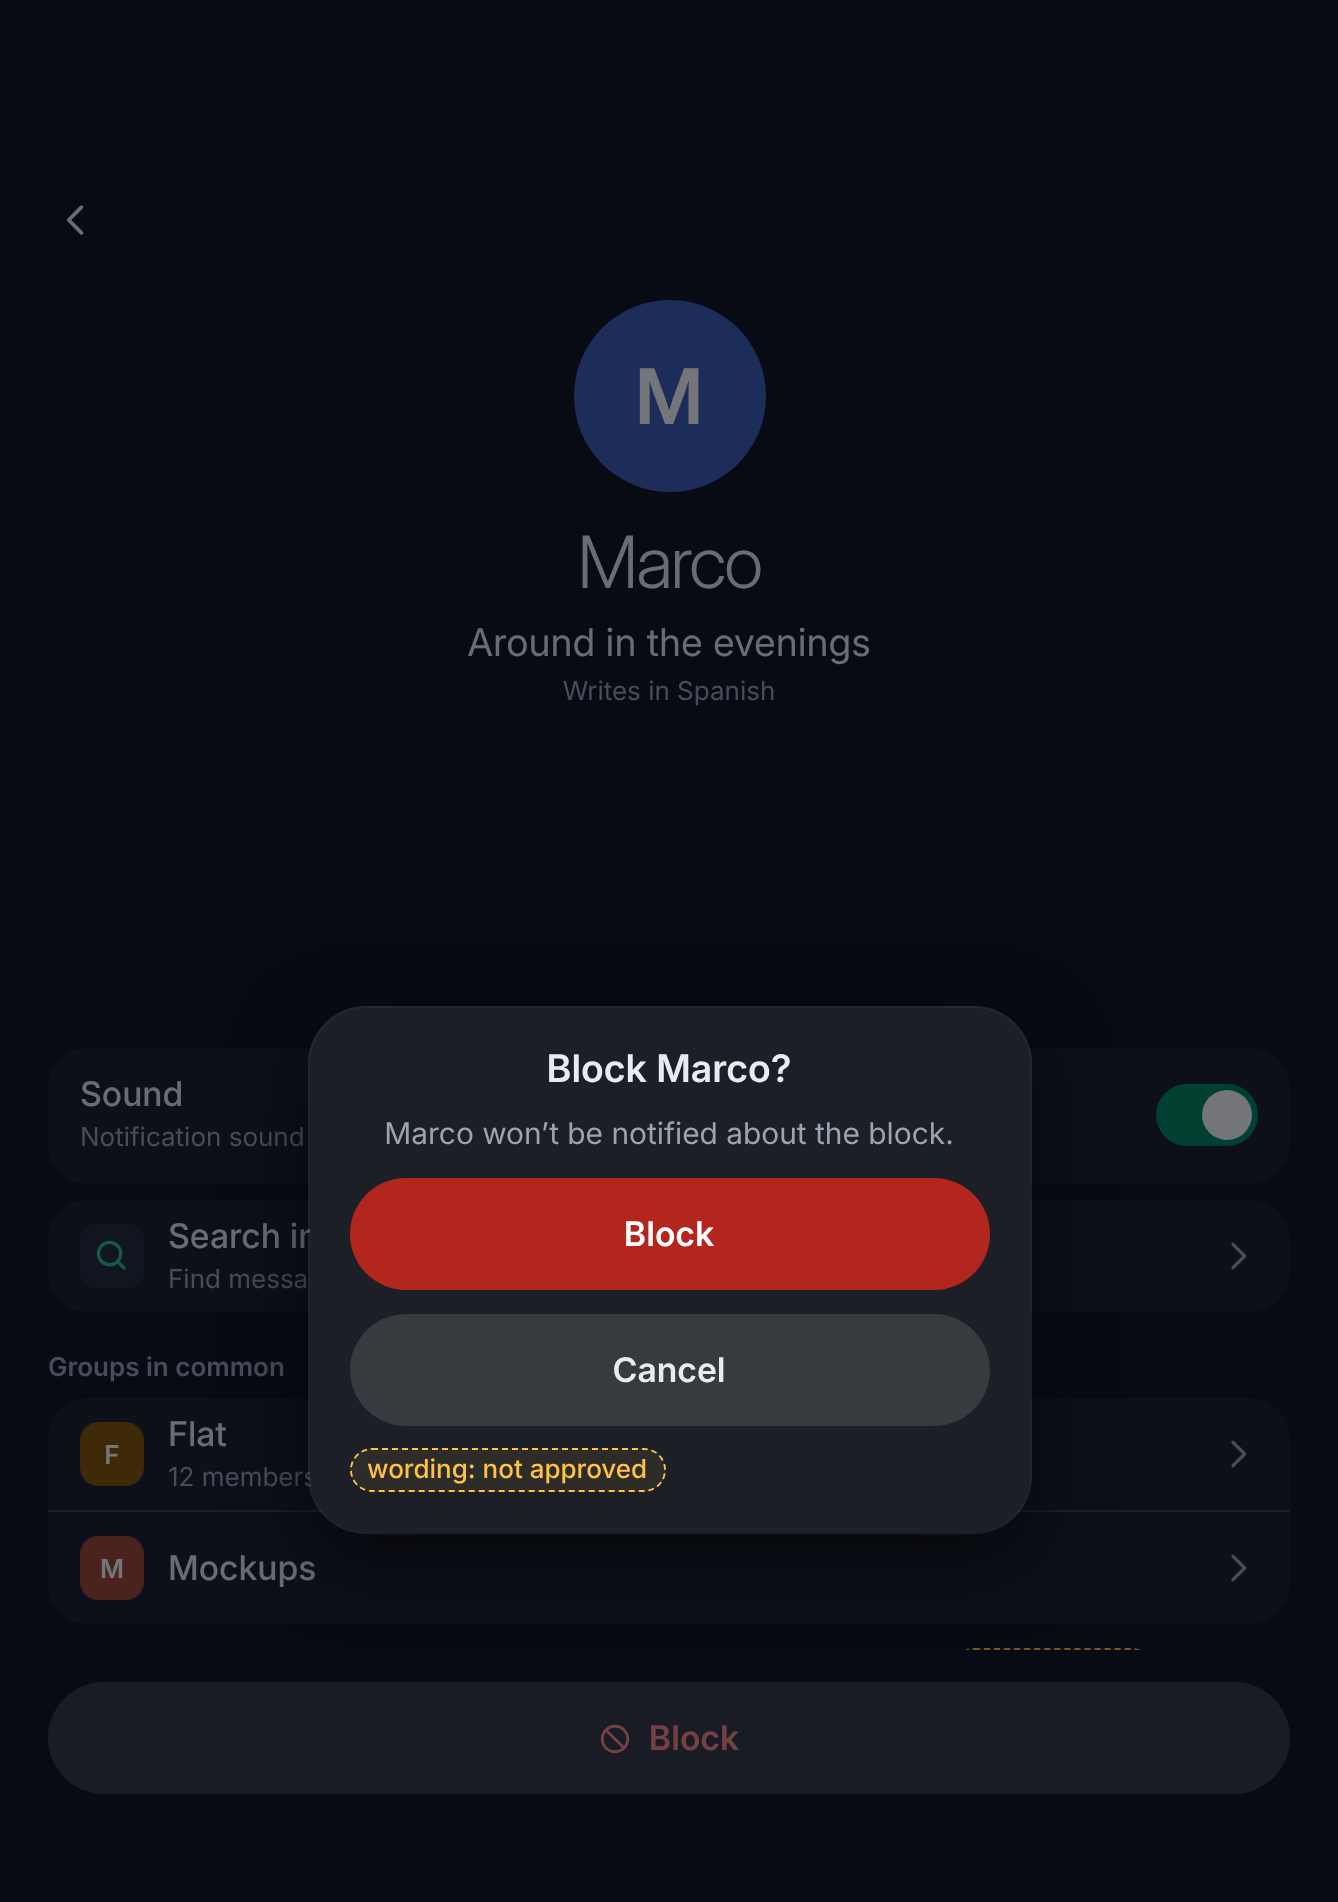 M
Marco
Around in the evenings
Writes in Spanish
Block Marco?
Marco won’t be notified about the block.
Block
Cancel
wording: not approved
Sound
Notification sound
Search in
Find messa
Groups in common
F
Flat
12 members
M
Mockups
Block